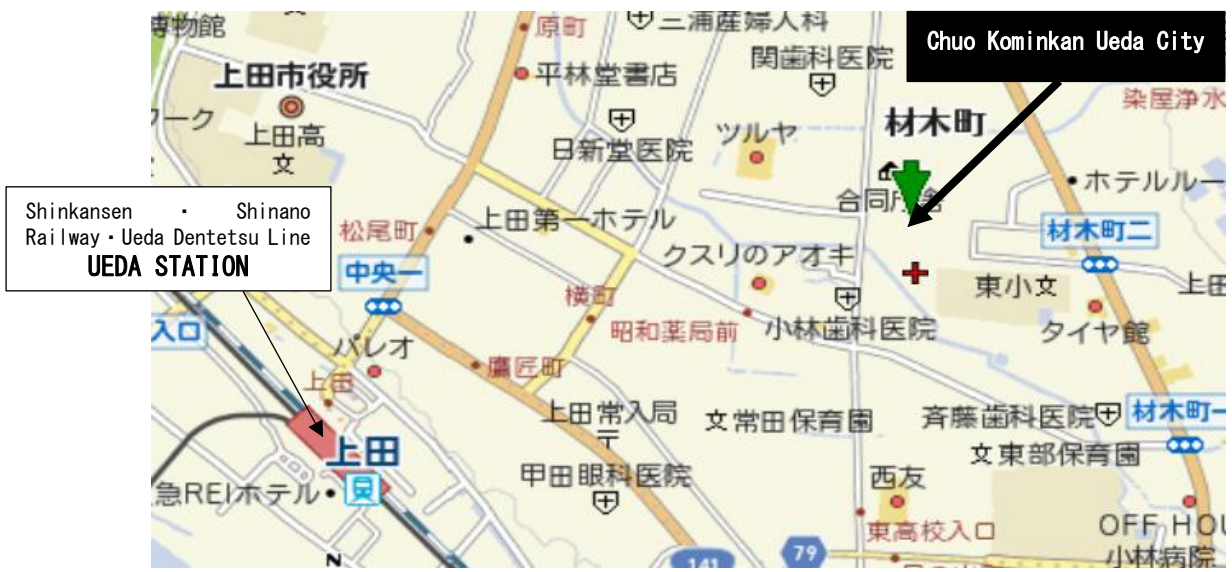 博物館
原町
三浦産婦人科
関歯科医院
Chuo Kominkan Ueda City
上田市役所
平林堂書店
染屋浄水
ワーク
上田高
文
日新堂医院
ツルヤ
材木町
合同庁舎
ホテルルー
Shinkansen ・ Shinano
Railway・Ueda Dentetsu Line
UEDA STATION
松尾町
上田第一ホテル
材木町二
中央一
クスリのアオキ
横町
東小文
上田
入口
昭和薬局前
小林歯科医院
タイヤ館
パレオ
鷹匠町
上田
上田常入局
〒
文常田保育園
斉藤歯科医院
材木町一
上田
文東部保育園
甲田眼科医院
急REIホテル
西友
東高校入口
OFF HOU
N
141
79
小林病院